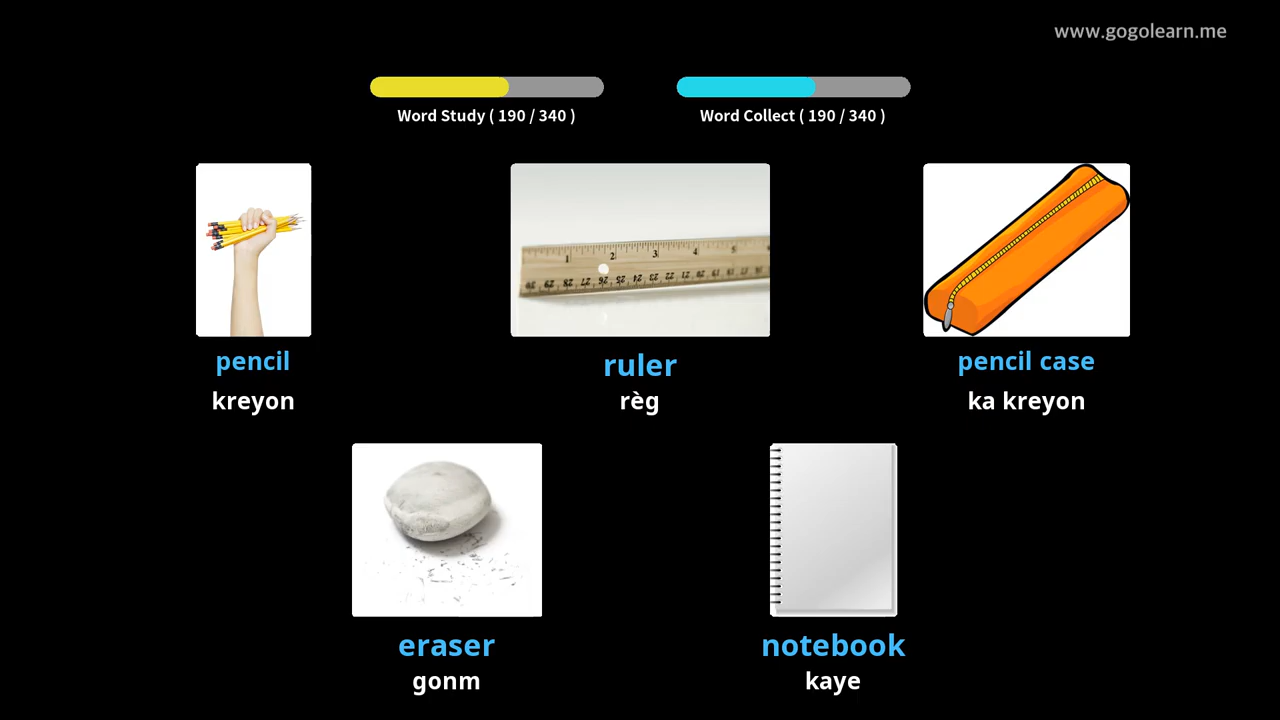 www.gogolearn.me
Word Study ( 190 / 340 )
Word Collect ( 190 / 340 )
pencil
kreyon
ruler
règ
pencil case
ka kreyon
eraser
gonm
notebook
kaye